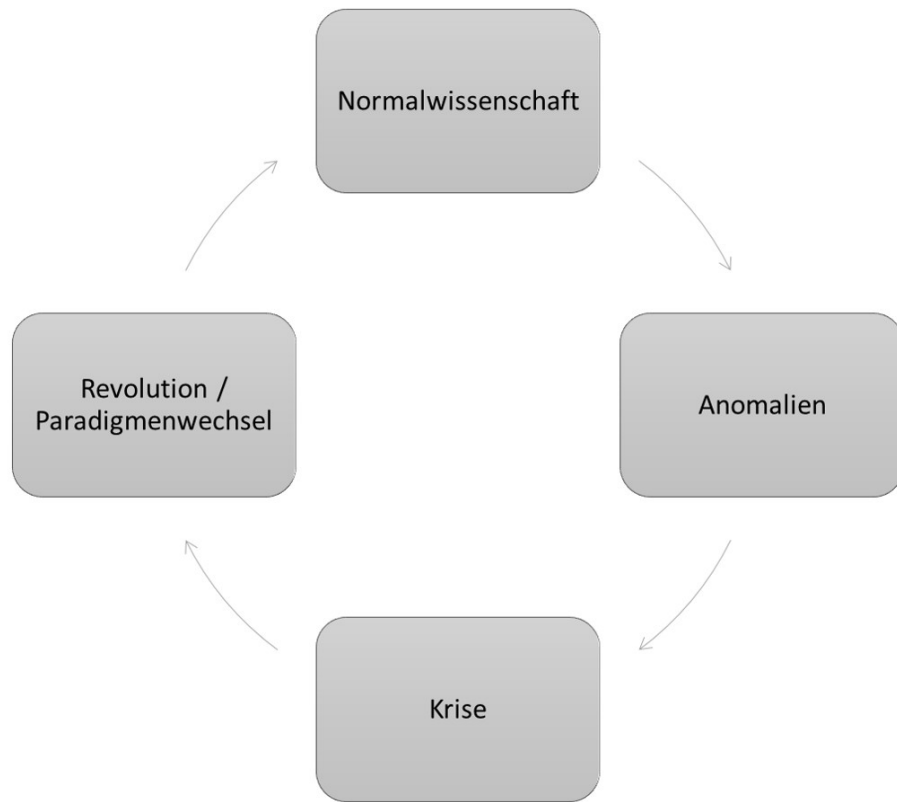 Normalwissenschaft
Revolution /
Paradigmenwechsel
Anomalien
Krise